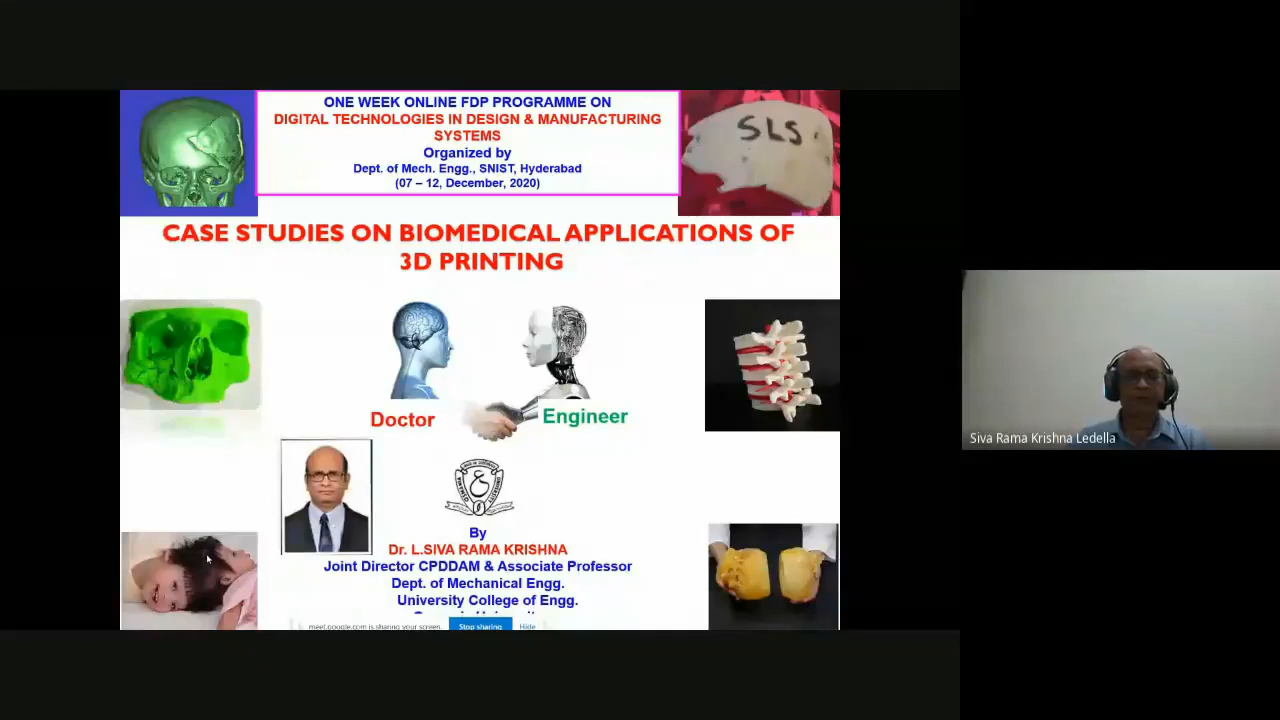 ONE WEEK ONLINE FDP PROGRAMME ON
DIGITAL TECHNOLOGIES IN DESIGN & MANUFACTURING
SYSTEMS
Organized by
Dept. of Mech. Engg., SNIST, Hyderabad
(07 – 12, December, 2020)
SLS
CASE STUDIES ON BIOMEDICAL APPLICATIONS OF
3D PRINTING
Doctor
Engineer
By
Dr. L.SIVA RAMA KRISHNA
Joint Director CPDDAM & Associate Professor
Dept. of Mechanical Engg.
University College of Engg.
meet.google.com is sharing your screen.
Stop sharing
Hide
Siva Rama Krishna Ledella